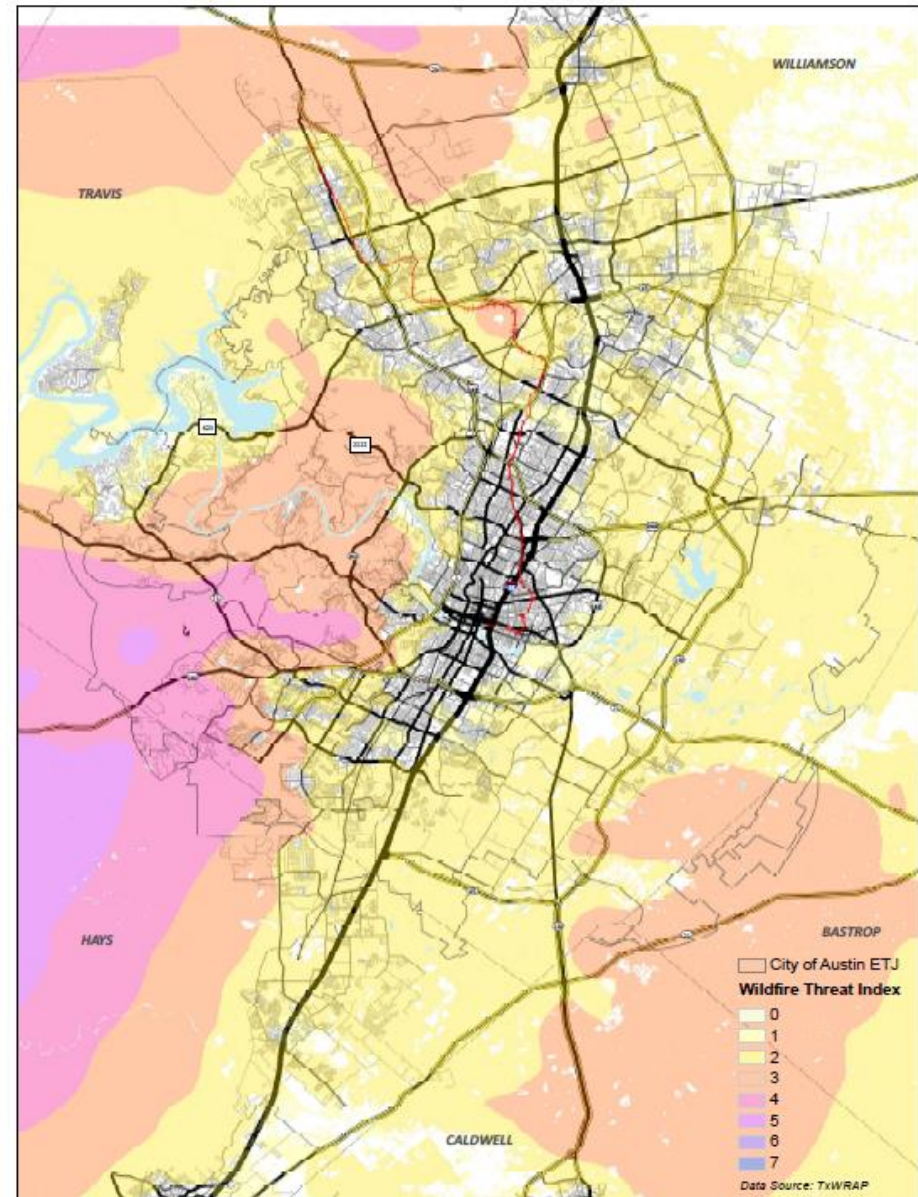 WILLIAMSON
TRAVIS
620
2222
HAYS
BASTROP
City of Austin ETJ
Wildfire Threat Index
0
1
2
3
4
5
6
7
CALDWELL
Data Source: TxWRAP